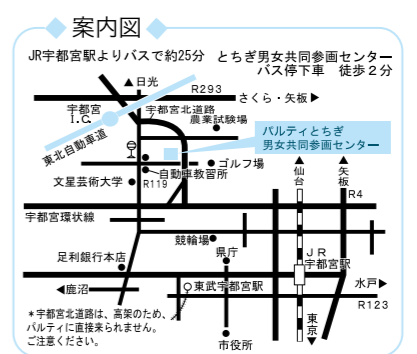 案内図
JR宇都宮駅よりバスで約25分 とちぎ男女共同参画センター
バス停下車 徒歩2分
▲日光
R293
さくら・矢板▶
宇都宮
I.C.
宇都宮北道路
農業試験場
東北自動車道
パルティとちぎ
男女共同参画センター
ゴルフ場
自動車教習所
文星芸術大学
R119
▲
仙台
▲
矢板
R4
宇都宮環状線
競輪場
県庁
JR
宇都宮駅
足利銀行本店
◀鹿沼
東武宇都宮駅
水戸▶
R123
*宇都宮北道路は、高架のため、
パルティに直接来られません。
ご注意ください。
市役所
東京
▼